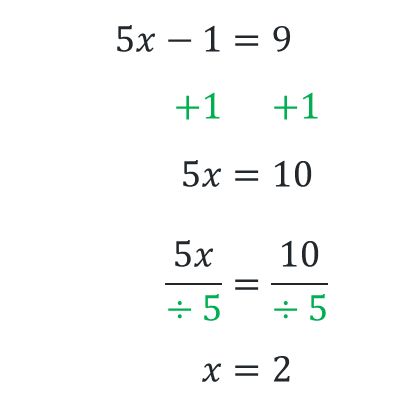 5x − 1 = 9
+1 +1
5x = 10
5x = 10
÷ 5 ÷ 5
x = 2